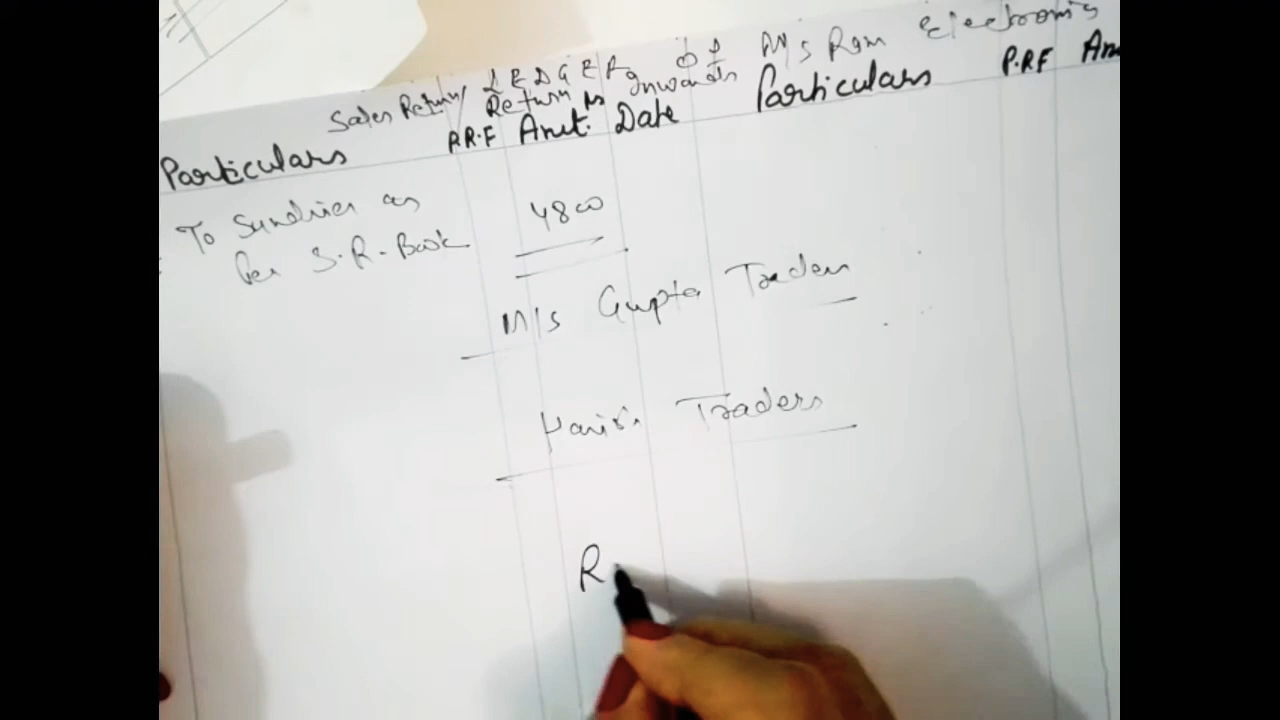 LEDGER of M/s Ram Electronics
Sales Return/ Return Inwards
Particulars P.R.F Amt. Date Particulars P.R.F Am
To Sundries as 4800
Per S.R. Book
M/s Gupta Traders
Hari Traders
R